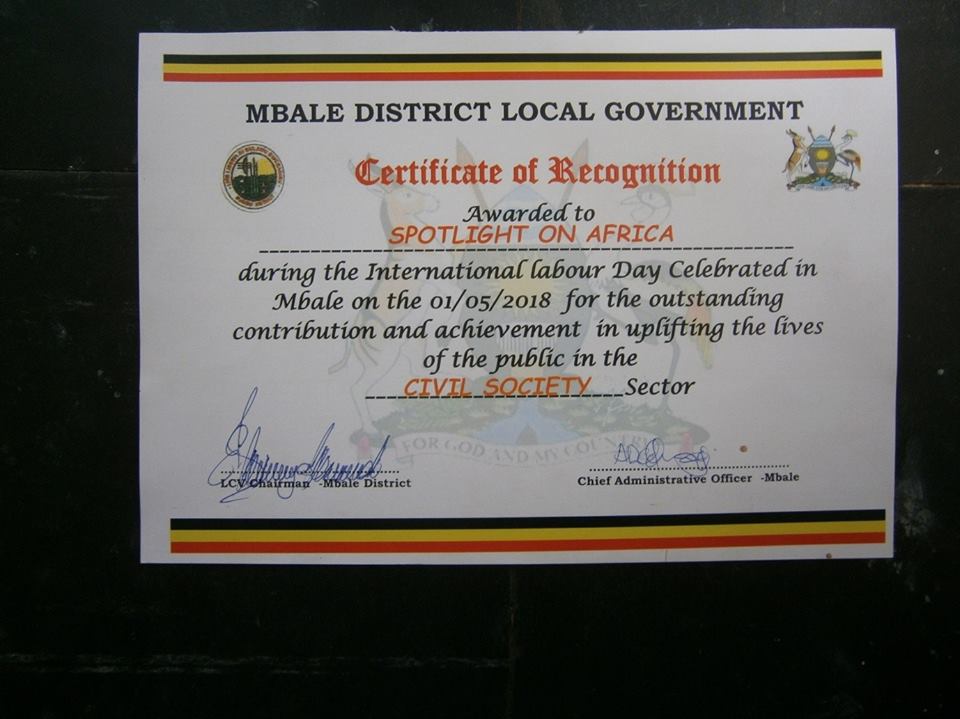 MBALE DISTRICT LOCAL GOVERNMENT
Certificate of Recognition
Awarded to
SPOTLIGHT ON AFRICA
during the International labour Day Celebrated in
Mbale on the 01/05/2018 for the outstanding
contribution and achievement in uplifting the lives
of the public in the
CIVIL SOCIETY Sector
FOR GOD AND MY COUNTRY
LCV Chairman -Mbale District
Chief Administrative Officer -Mbale